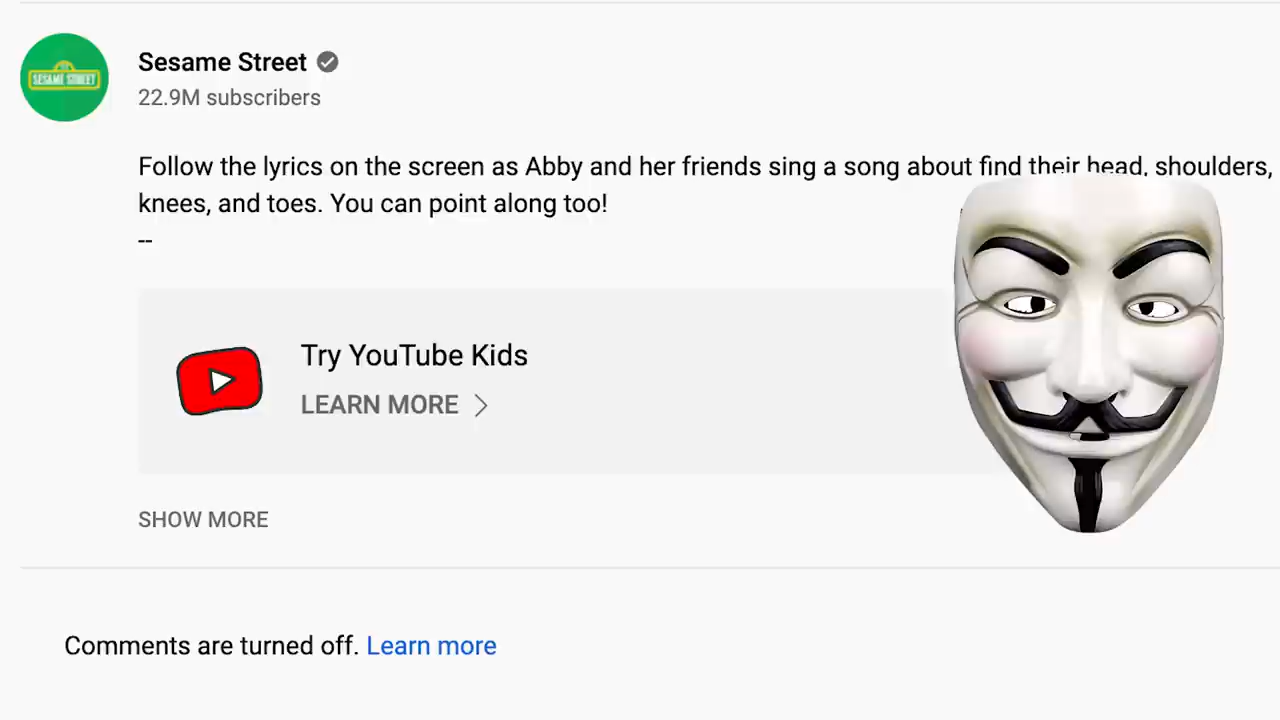 SESAME STREET
Sesame Street
22.9M subscribers
Follow the lyrics on the screen as Abby and her friends sing a song about find their head, shoulders,
knees, and toes. You can point along too!
--
Try YouTube Kids
LEARN MORE
SHOW MORE
Comments are turned off. Learn more